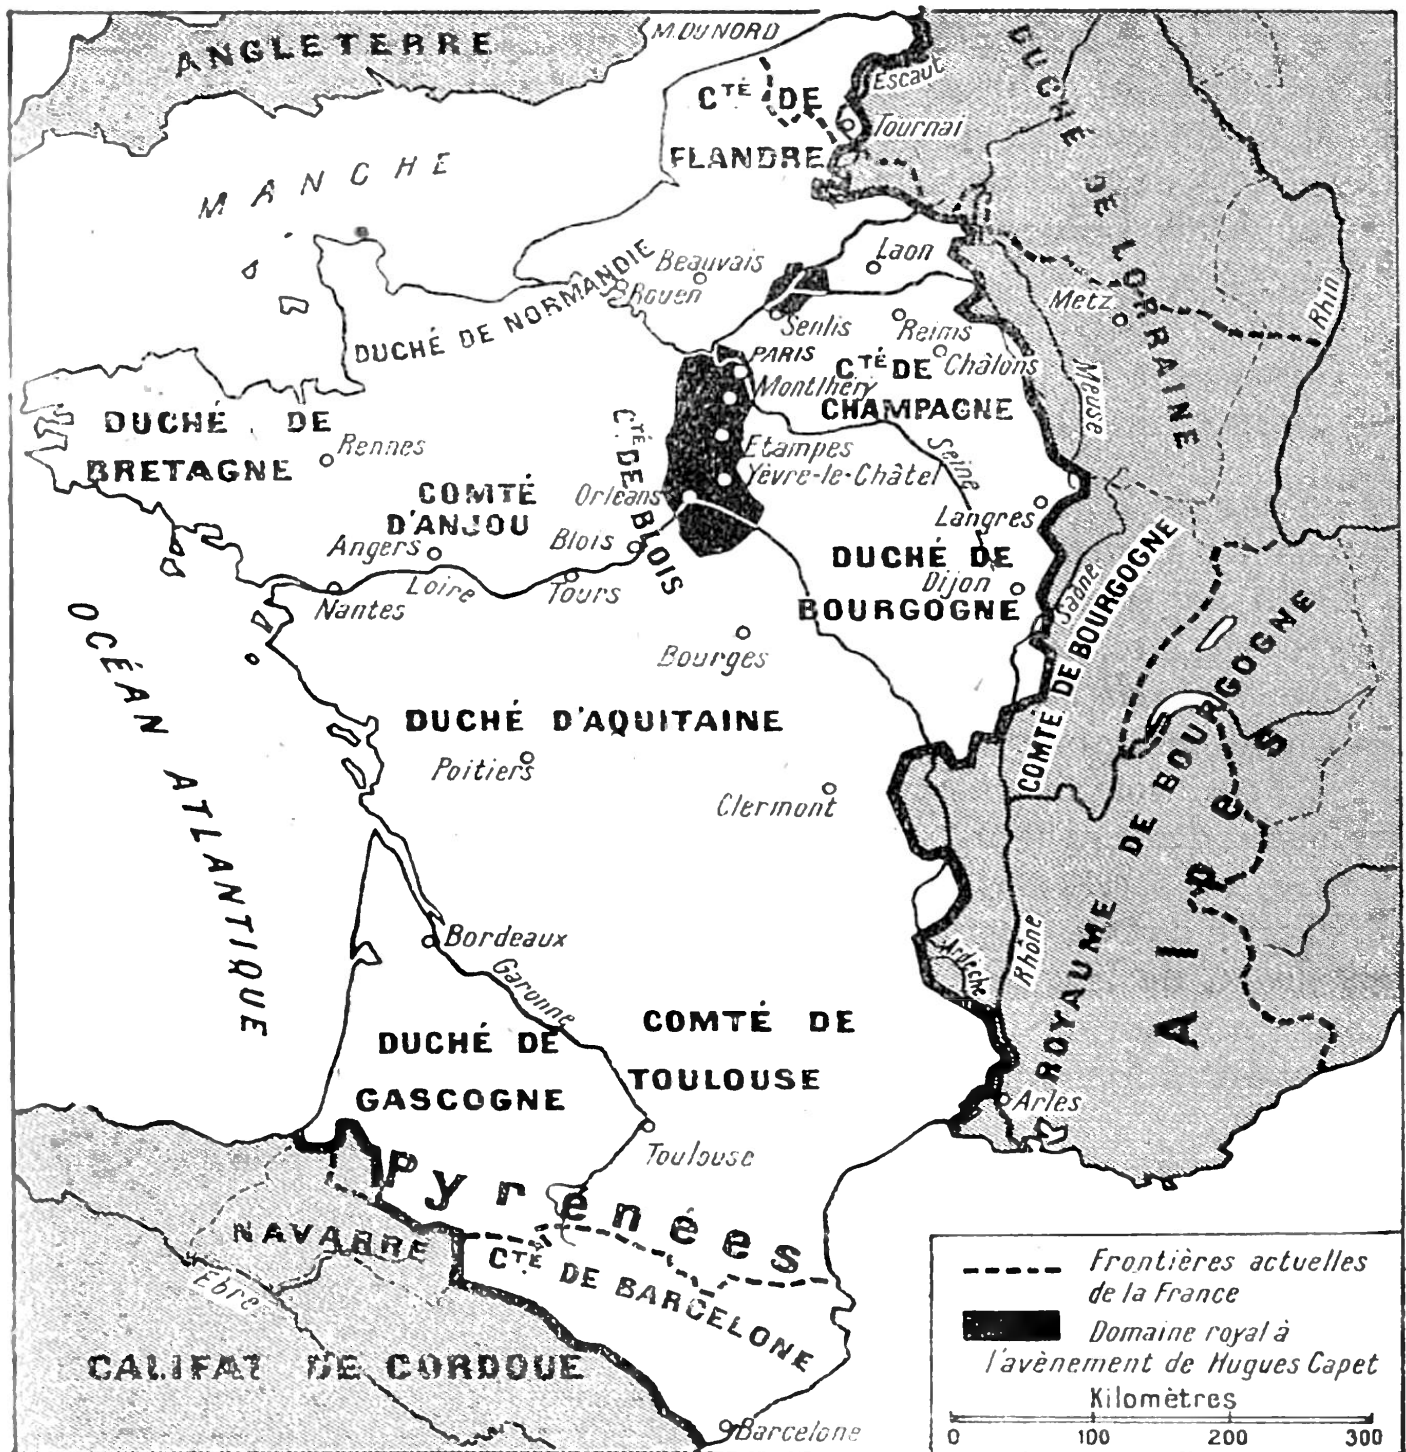 ANGLETERRE
M. DU NORD
Escaut
Cᵀᴱ́ DE
FLANDRE
Tournai
DUCHÉ DE LORRAINE
MANCHE
Laon
Beauvais
Rouen
DUCHÉ DE NORMANDIE
Metz
Rhin
Senlis
Reims
PARIS
Cᵀᴱ́ DE
CHAMPAGNE
Châlons
Montlhéry
Meuse
DUCHÉ DE
BRETAGNE
Rennes
Cᵀᴱ́ DE BLOIS
Etampes
Yèvre-le-Châtel
Seine
COMTÉ
D'ANJOU
Orléans
Langres
Angers
Blois
DUCHÉ DE
BOURGOGNE
Dijon
Saône
COMTÉ DE BOURGOGNE
Nantes
Loire
Tours
Bourges
OCÉAN ATLANTIQUE
DUCHÉ D'AQUITAINE
Poitiers
Clermont
ROYAUME DE BOURGOGNE
Alpes
Bordeaux
Garonne
Ardèche
Rhône
DUCHÉ DE
GASCOGNE
COMTÉ DE
TOULOUSE
Arles
Toulouse
Pyrénées
NAVARRE
Cᵀᴱ́ DE BARCELONE
Ebre
CALIFAT DE CORDOUE
Barcelone
Frontières actuelles
de la France
Domaine royal à
l'avènement de Hugues Capet
Kilomètres
0 100 200 300